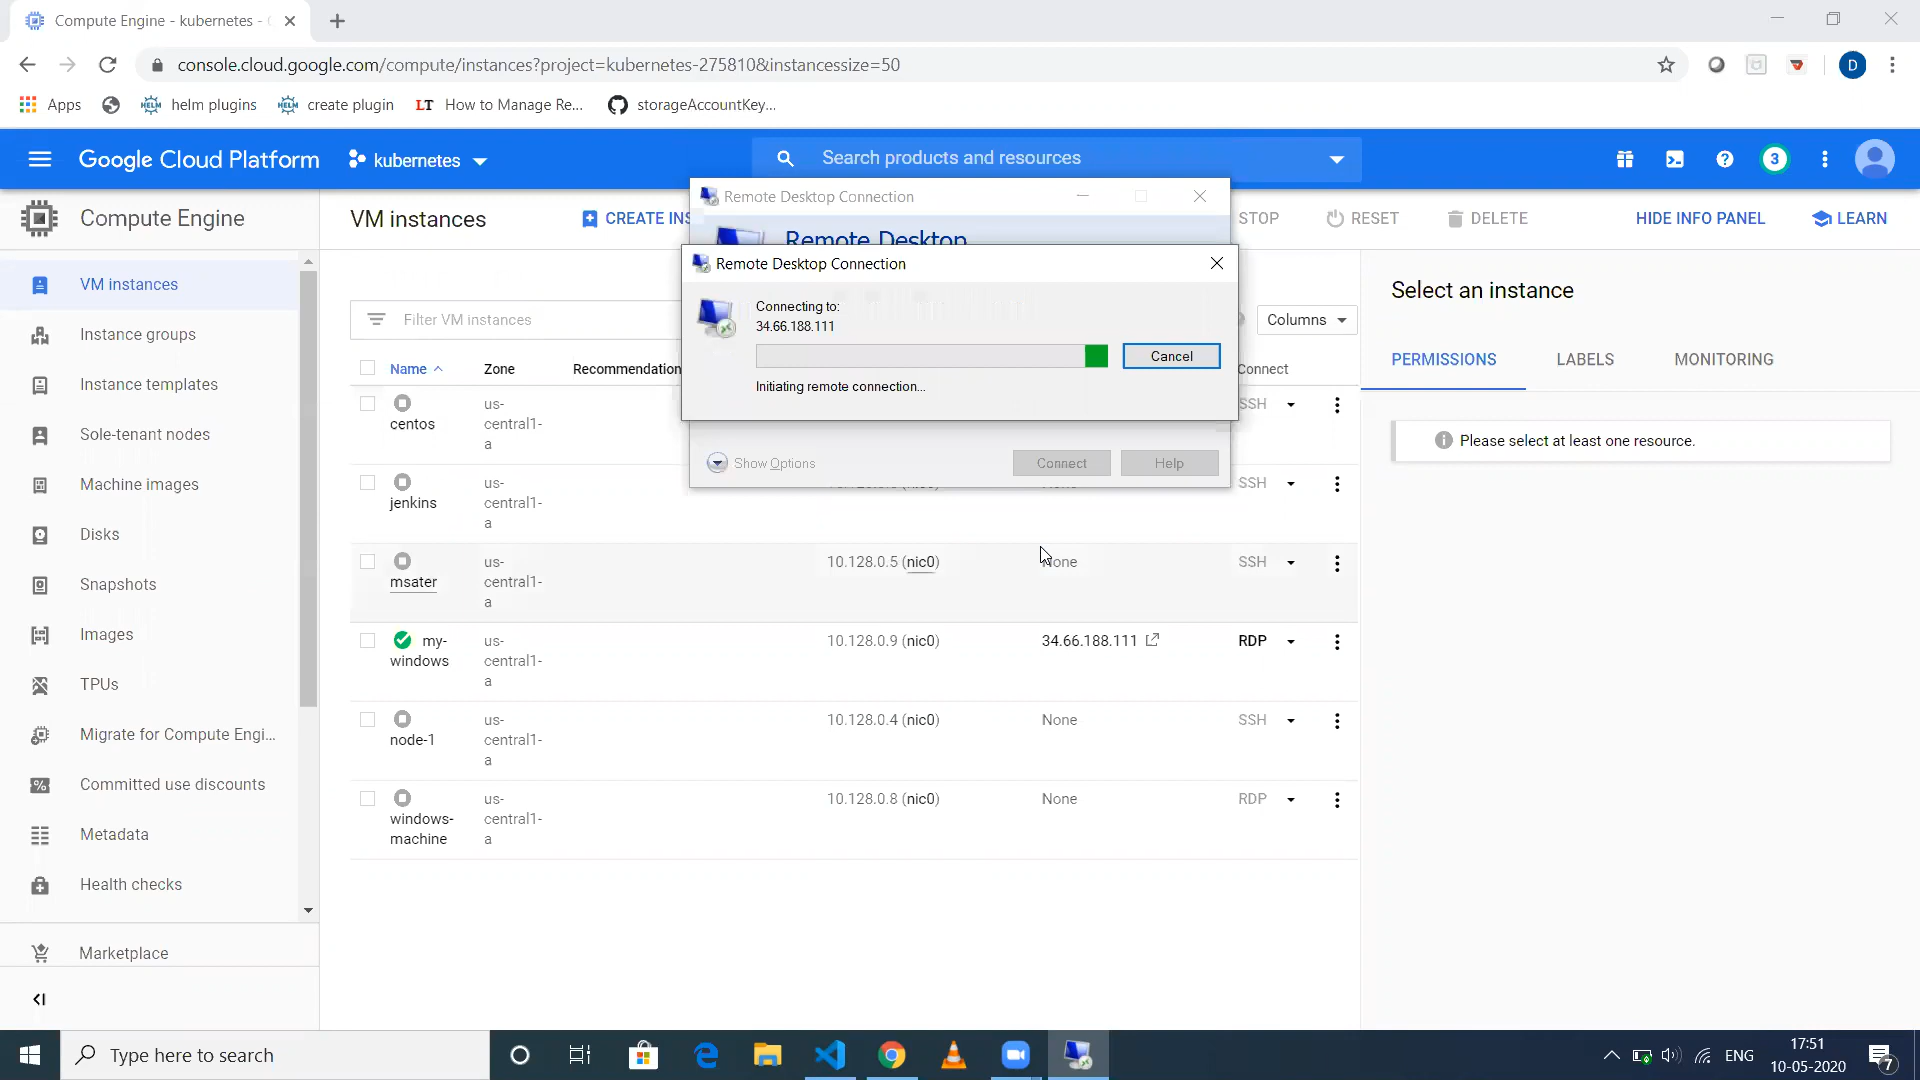 Compute Engine - kubernetes -
console.cloud.google.com/compute/instances?project=kubernetes-275810&instancessize=50
D
Apps
HELM helm plugins
HELM create plugin
LT How to Manage Re...
storageAccountKey...
Google Cloud Platform
kubernetes
Search products and resources
3
Compute Engine
VM instances
CREATE INS
STOP
RESET
DELETE
HIDE INFO PANEL
LEARN
Remote Desktop Connection
Remote Desktop
Remote Desktop Connection
Connecting to:
34.66.188.111
Cancel
Initiating remote connection...
Show Options
Connect
Help
VM instances
Instance groups
Instance templates
Sole-tenant nodes
Machine images
Disks
Snapshots
Images
TPUs
Migrate for Compute Engi...
Committed use discounts
Metadata
Health checks
Marketplace
Filter VM instances
Columns
Name
Zone
Recommendation
Connect
centos
us-
central1-
a
SSH
jenkins
us-
central1-
a
SSH
msater
us-
central1-
a
10.128.0.5 (nic0)
None
SSH
my-
windows
us-
central1-
a
10.128.0.9 (nic0)
34.66.188.111
RDP
node-1
us-
central1-
a
10.128.0.4 (nic0)
None
SSH
windows-
machine
us-
central1-
a
10.128.0.8 (nic0)
None
RDP
Select an instance
PERMISSIONS
LABELS
MONITORING
Please select at least one resource.
Type here to search
ENG
17:51
10-05-2020
7